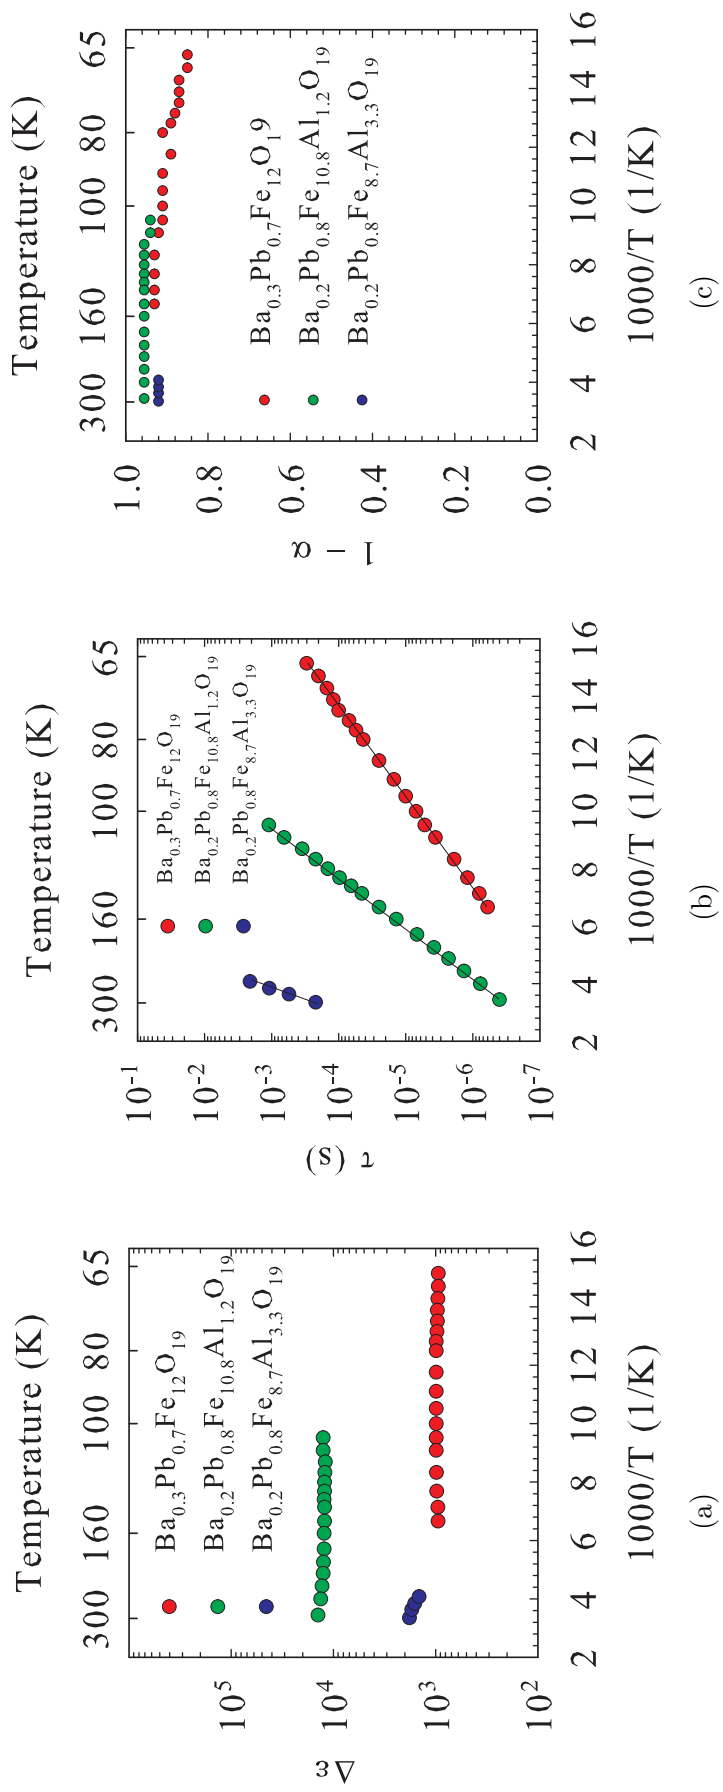 Temperature (K)
300 160 100 80 65
Ba0.3Pb0.7Fe12O19
Ba0.2Pb0.8Fe10.8Al1.2O19
Ba0.2Pb0.8Fe8.7Al3.3O19
Δε
10^5
10^4
10^3
10^2
2 4 6 8 10 12 14 16
1000/T (1/K)
(a)
Temperature (K)
300 160 100 80 65
Ba0.3Pb0.7Fe12O19
Ba0.2Pb0.8Fe10.8Al1.2O19
Ba0.2Pb0.8Fe8.7Al3.3O19
τ (s)
10^-1
10^-2
10^-3
10^-4
10^-5
10^-6
10^-7
2 4 6 8 10 12 14 16
1000/T (1/K)
(b)
Temperature (K)
300 160 100 80 65
Ba0.3Pb0.7Fe12O19
Ba0.2Pb0.8Fe10.8Al1.2O19
Ba0.2Pb0.8Fe8.7Al3.3O19
1 – α
1.0
0.8
0.6
0.4
0.2
0.0
2 4 6 8 10 12 14 16
1000/T (1/K)
(c)